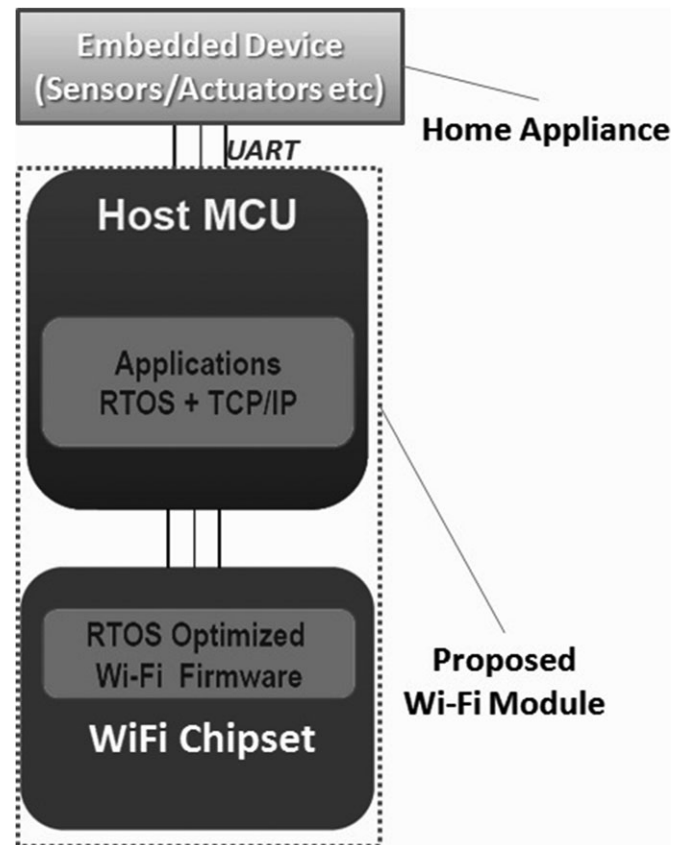 Embedded Device
(Sensors/Actuators etc)
Home Appliance
UART
Host MCU
Applications
RTOS + TCP/IP
RTOS Optimized
Wi-Fi Firmware
WiFi Chipset
Proposed
Wi-Fi Module